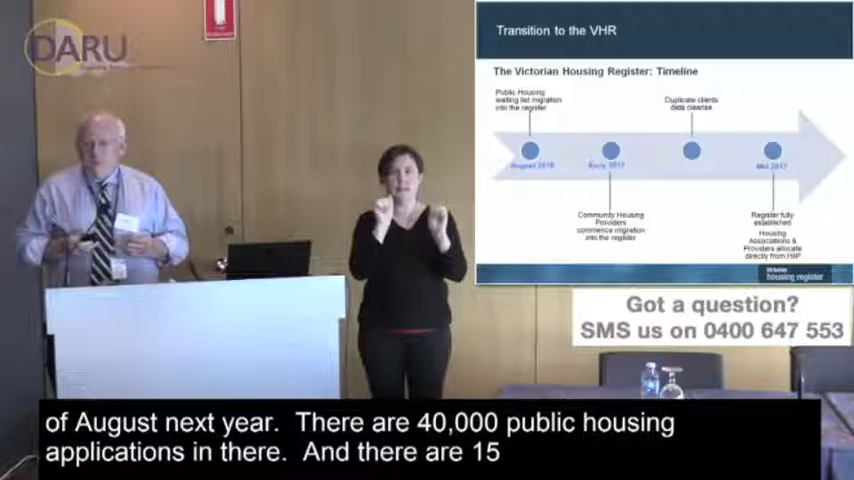 DARU
Transition to the VHR
The Victorian Housing Register: Timeline
Public Housing
waiting list migration
into the register
Duplicate clients
data cleanse
August 2016
Early 2017
Mid 2017
Community Housing
Providers
commence migration
into the register
Register fully
established
Housing
Associations &
Providers allocate
directly from HiiP
housing register
Got a question?
SMS us on 0400 647 553
of August next year.  There are 40,000 public housing
applications in there.  And there are 15